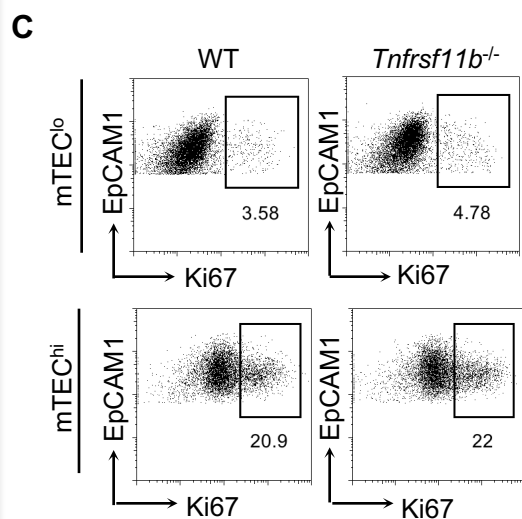 C
WT
Tnfrsf11b-/-
mTEClo
EpCAM1
3.58
Ki67
EpCAM1
4.78
Ki67
mTEChi
EpCAM1
20.9
Ki67
EpCAM1
22
Ki67